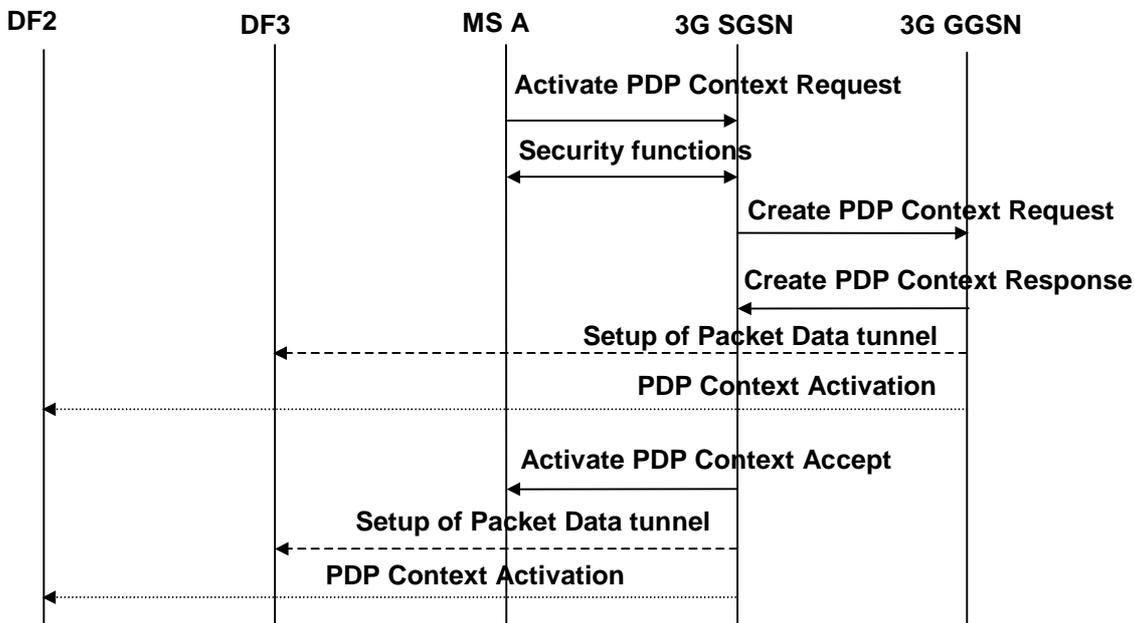 DF2
DF3
MS A
3G SGSN
3G GGSN
Activate PDP Context Request
Security functions
Create PDP Context Request
Create PDP Context Response
Setup of Packet Data tunnel
PDP Context Activation
Activate PDP Context Accept
Setup of Packet Data tunnel
PDP Context Activation